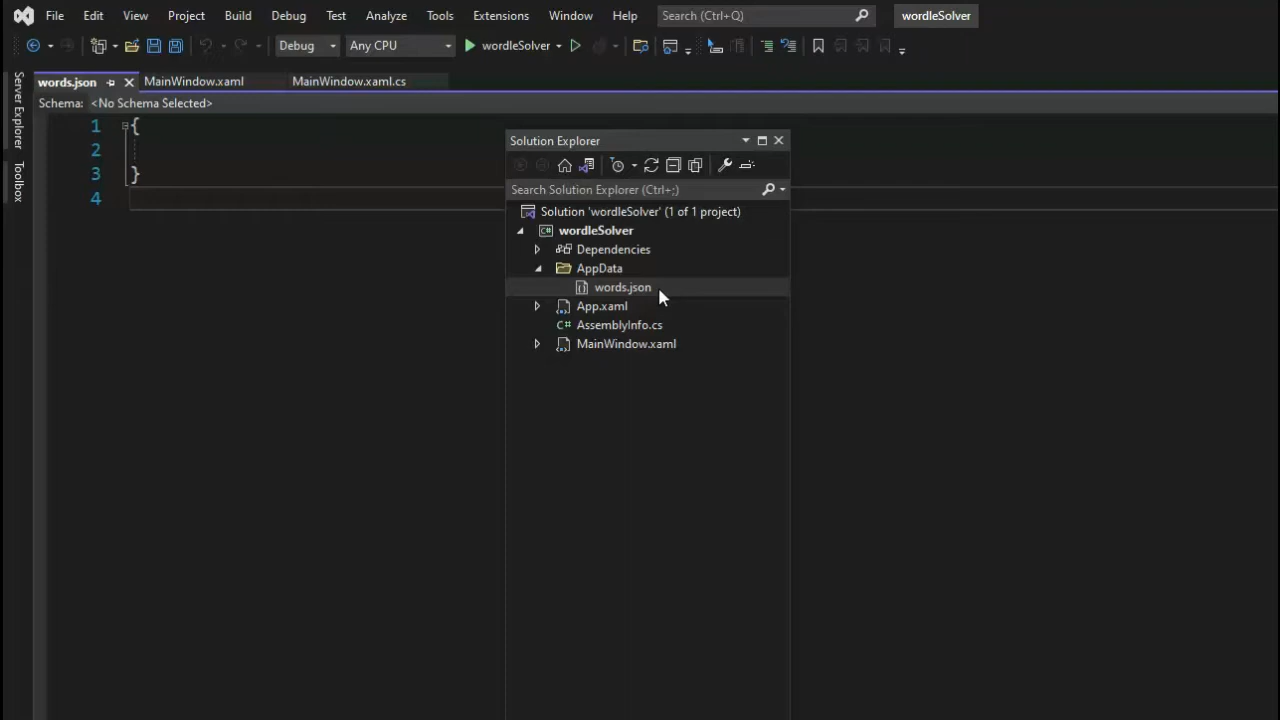 File Edit View Project Build Debug Test Analyze Tools Extensions Window Help Search (Ctrl+Q) wordleSolver
Debug Any CPU wordleSolver
words.json MainWindow.xaml MainWindow.xaml.cs
Schema: <No Schema Selected>
Server Explorer
Toolbox
1 {
2
3 }
4
Solution Explorer
Search Solution Explorer (Ctrl+;)
Solution 'wordleSolver' (1 of 1 project)
wordleSolver
Dependencies
AppData
words.json
App.xaml
AssemblyInfo.cs
MainWindow.xaml